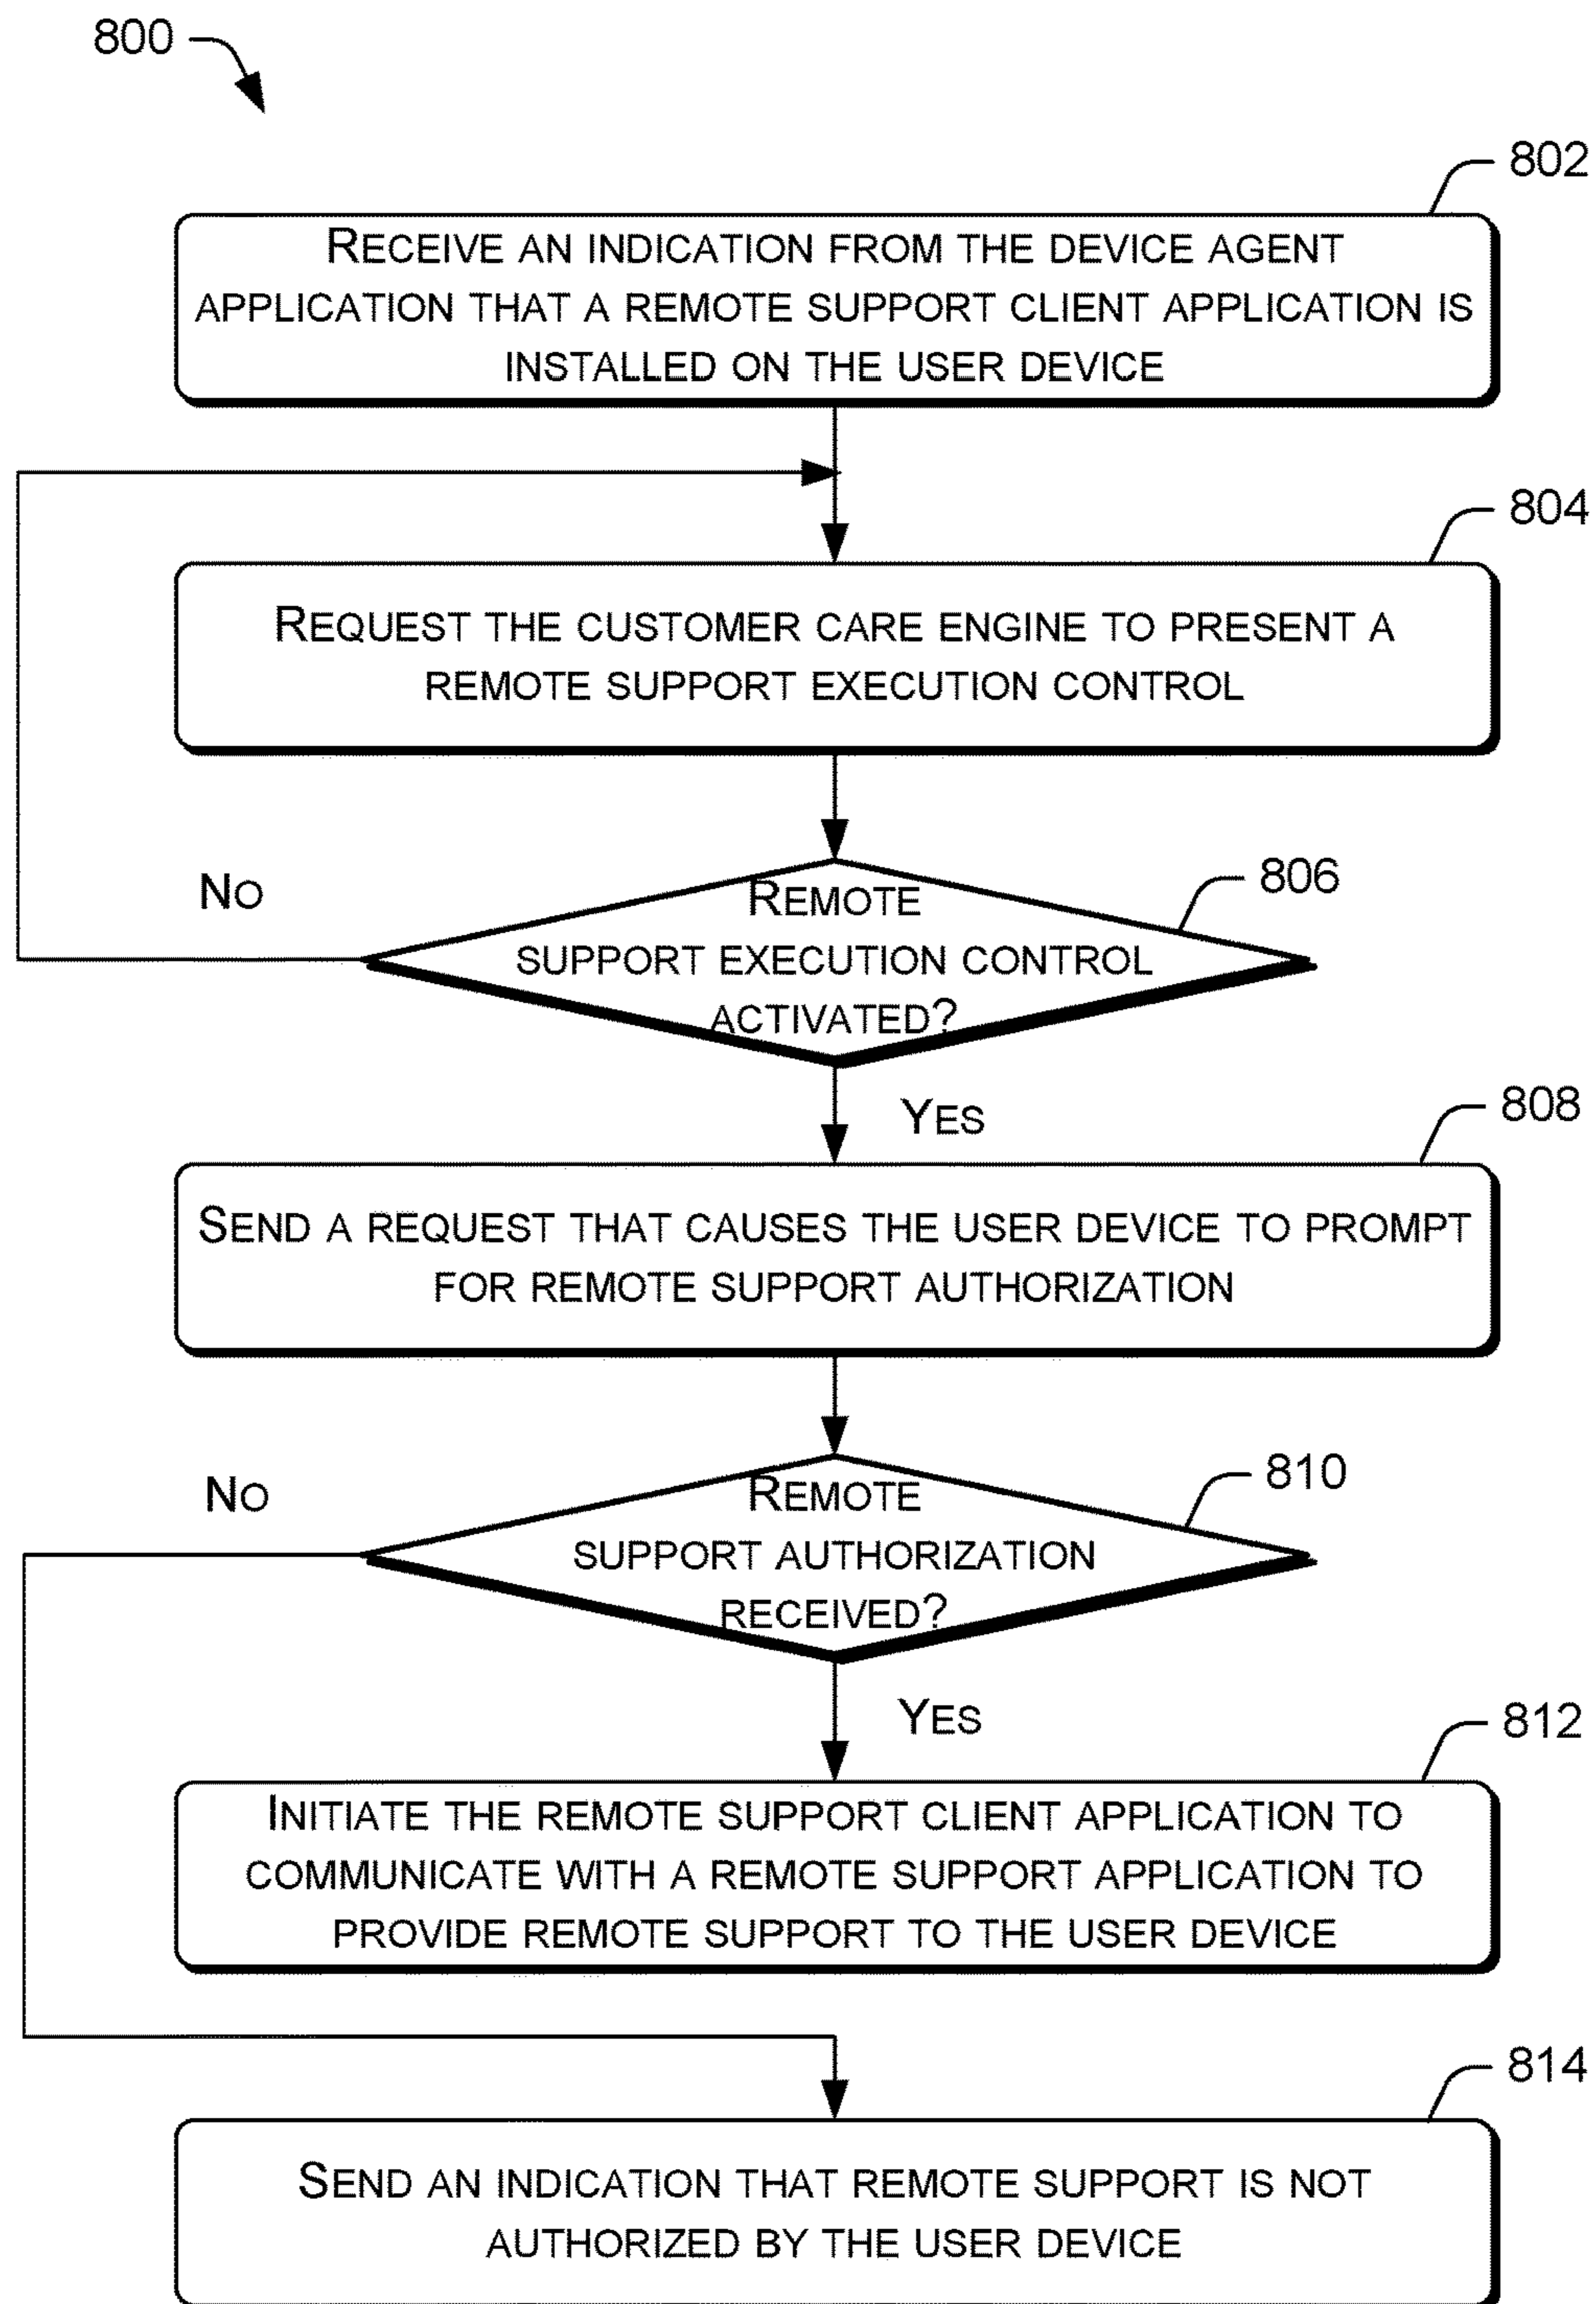 800
802
RECEIVE AN INDICATION FROM THE DEVICE AGENT
APPLICATION THAT A REMOTE SUPPORT CLIENT APPLICATION IS
INSTALLED ON THE USER DEVICE
804
REQUEST THE CUSTOMER CARE ENGINE TO PRESENT A
REMOTE SUPPORT EXECUTION CONTROL
806
NO
REMOTE
SUPPORT EXECUTION CONTROL
ACTIVATED?
YES
808
SEND A REQUEST THAT CAUSES THE USER DEVICE TO PROMPT
FOR REMOTE SUPPORT AUTHORIZATION
810
NO
REMOTE
SUPPORT AUTHORIZATION
RECEIVED?
YES
812
INITIATE THE REMOTE SUPPORT CLIENT APPLICATION TO
COMMUNICATE WITH A REMOTE SUPPORT APPLICATION TO
PROVIDE REMOTE SUPPORT TO THE USER DEVICE
814
SEND AN INDICATION THAT REMOTE SUPPORT IS NOT
AUTHORIZED BY THE USER DEVICE